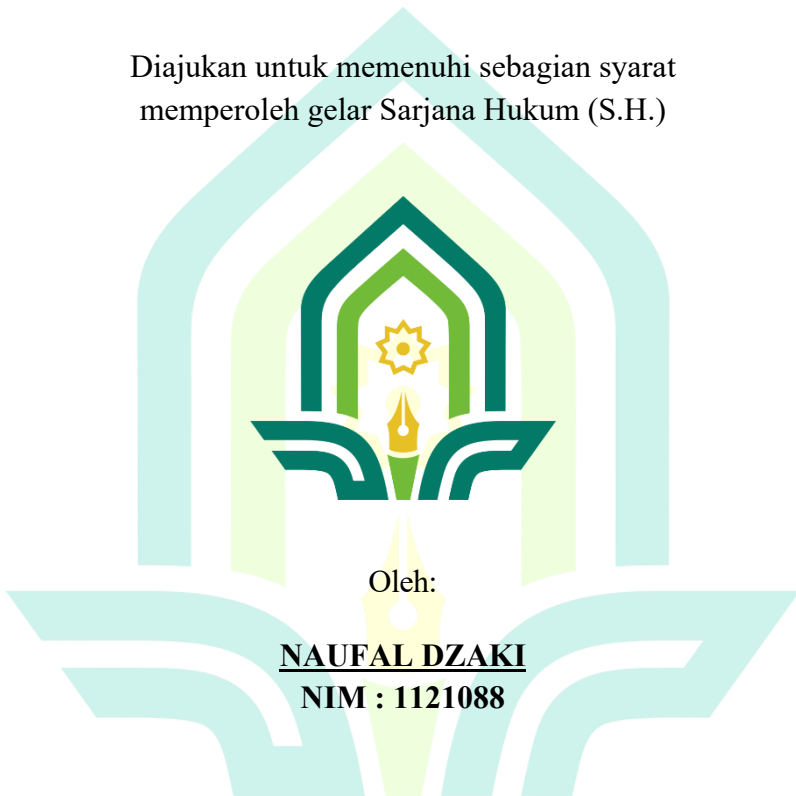 Diajukan untuk memenuhi sebagian syarat
memperoleh gelar Sarjana Hukum (S.H.)
Oleh:
NAUFAL DZAKI
NIM : 1121088